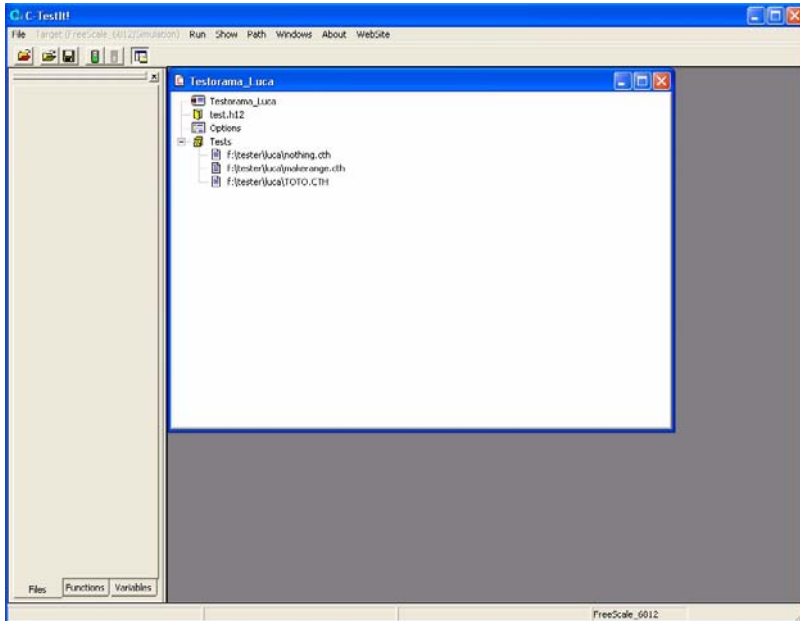 C-TestIt!
File Target (FreeScale_6012/Simulation) Run Show Path Windows About WebSite
Testorama_Luca
Testorama_Luca
test.h12
Options
Tests
f:\tester\luca\nothing.cth
f:\tester\luca\makerange.cth
f:\tester\luca\TOTO.CTH
Files Functions Variables
FreeScale_6012